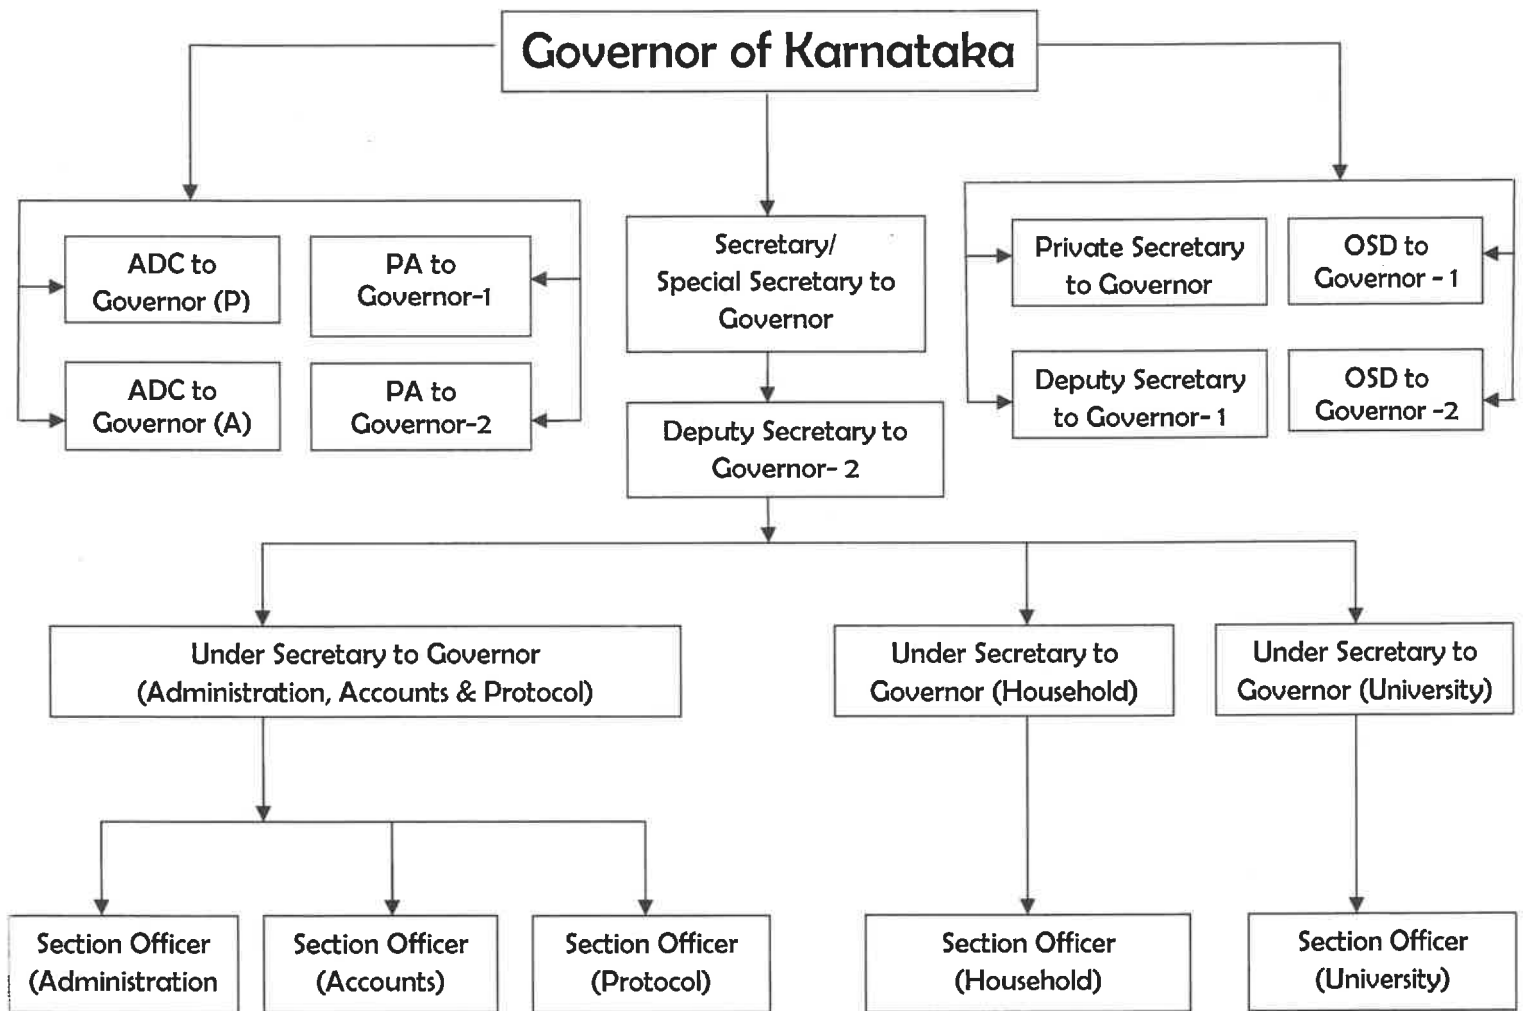 Governor of Karnataka
ADC to
Governor (P)
PA to
Governor-1
ADC to
Governor (A)
PA to
Governor-2
Secretary/
Special Secretary to
Governor
Deputy Secretary to
Governor- 2
Private Secretary
to Governor
OSD to
Governor - 1
Deputy Secretary
to Governor- 1
OSD to
Governor -2
Under Secretary to Governor
(Administration, Accounts & Protocol)
Under Secretary to
Governor (Household)
Under Secretary to
Governor (University)
Section Officer
(Administration
Section Officer
(Accounts)
Section Officer
(Protocol)
Section Officer
(Household)
Section Officer
(University)